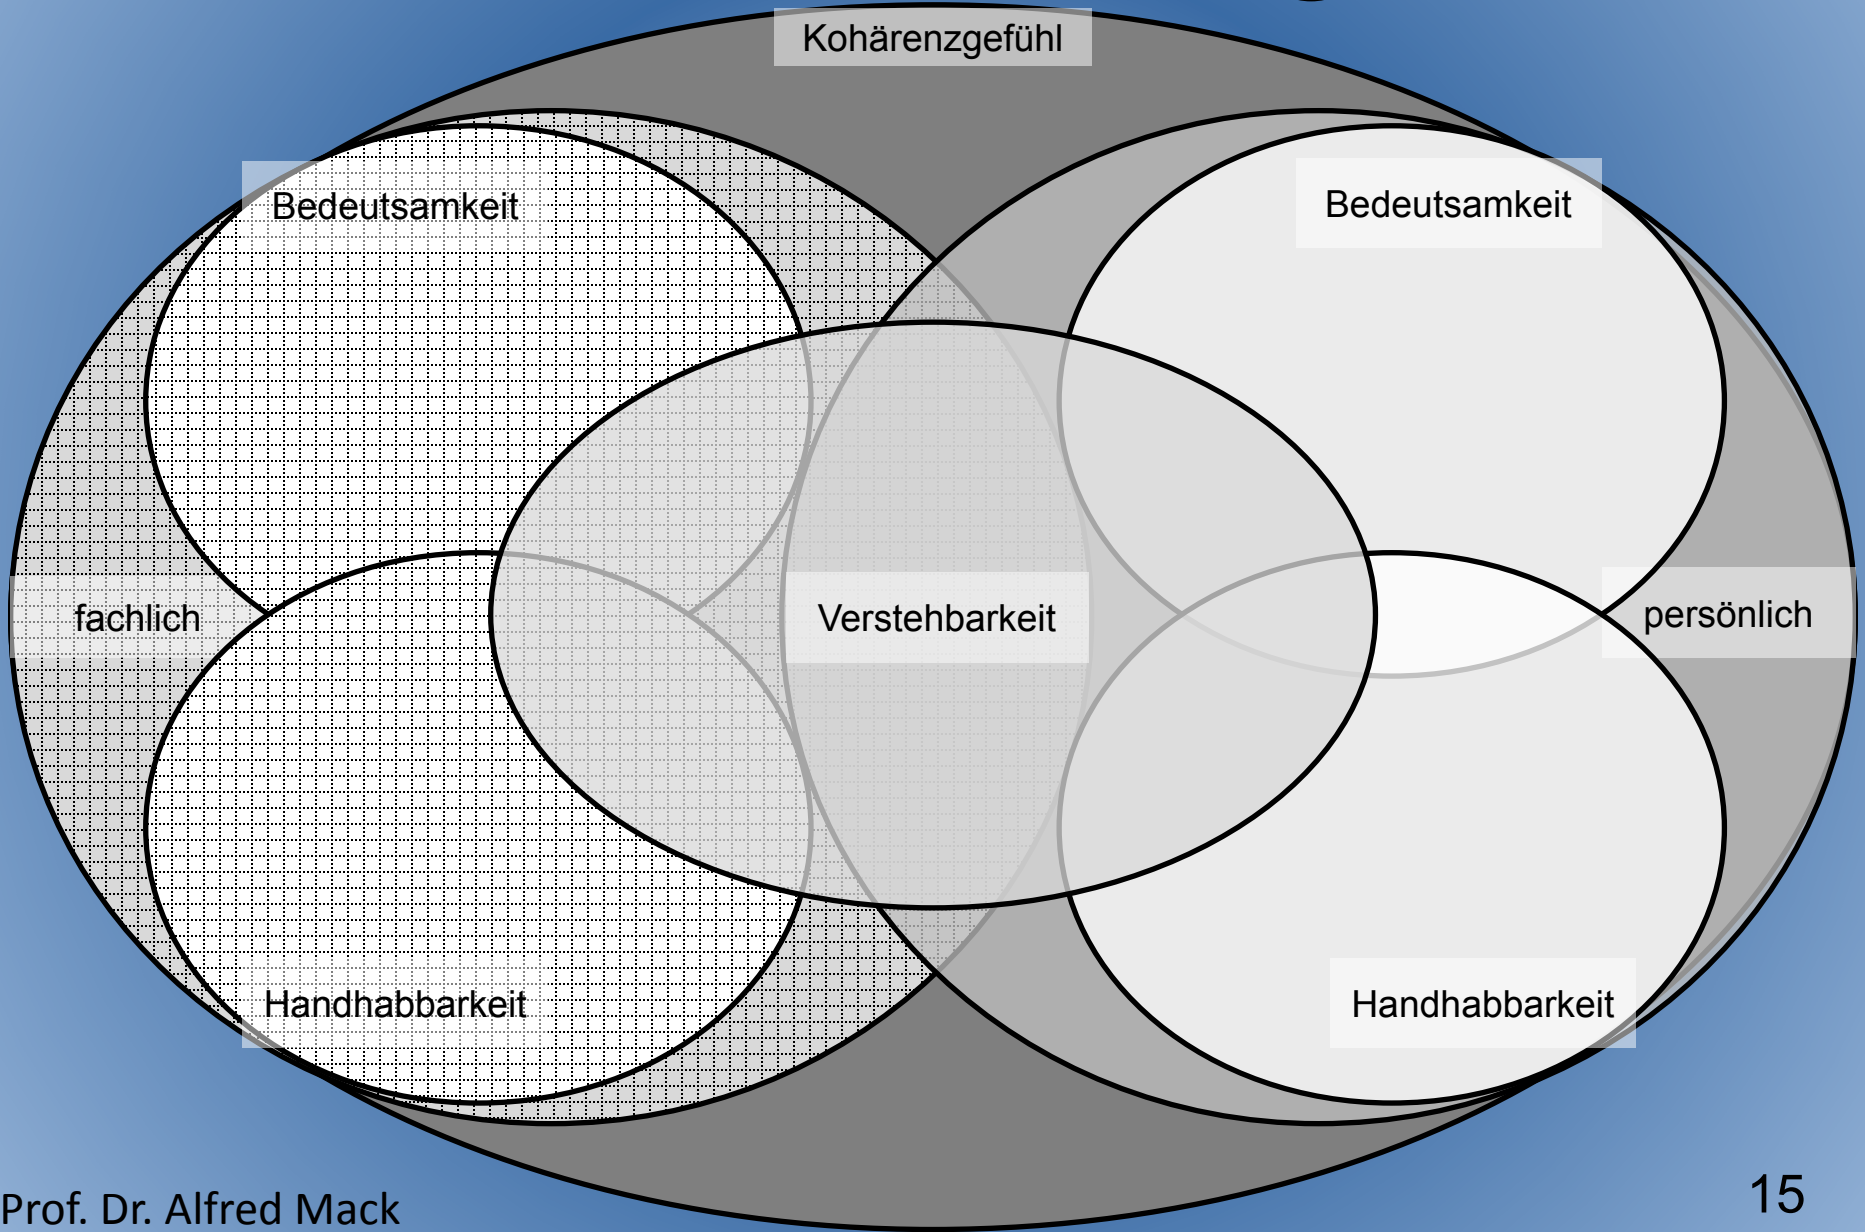 Kohärenzgefühl
Bedeutsamkeit
Bedeutsamkeit
fachlich
Verstehbarkeit
persönlich
Handhabbarkeit
Handhabbarkeit
Prof. Dr. Alfred Mack
15